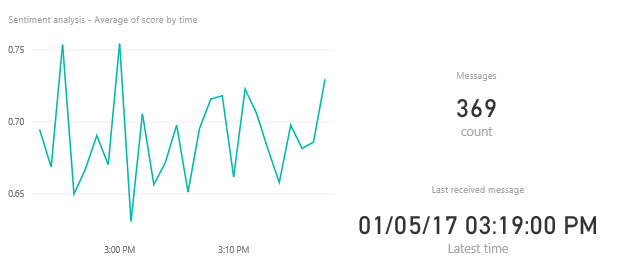 Sentiment analysis - Average of score by time
0.75
0.70
0.65
3:00 PM
3:10 PM
Messages
369
count
Last received message
01/05/17 03:19:00 PM
Latest time